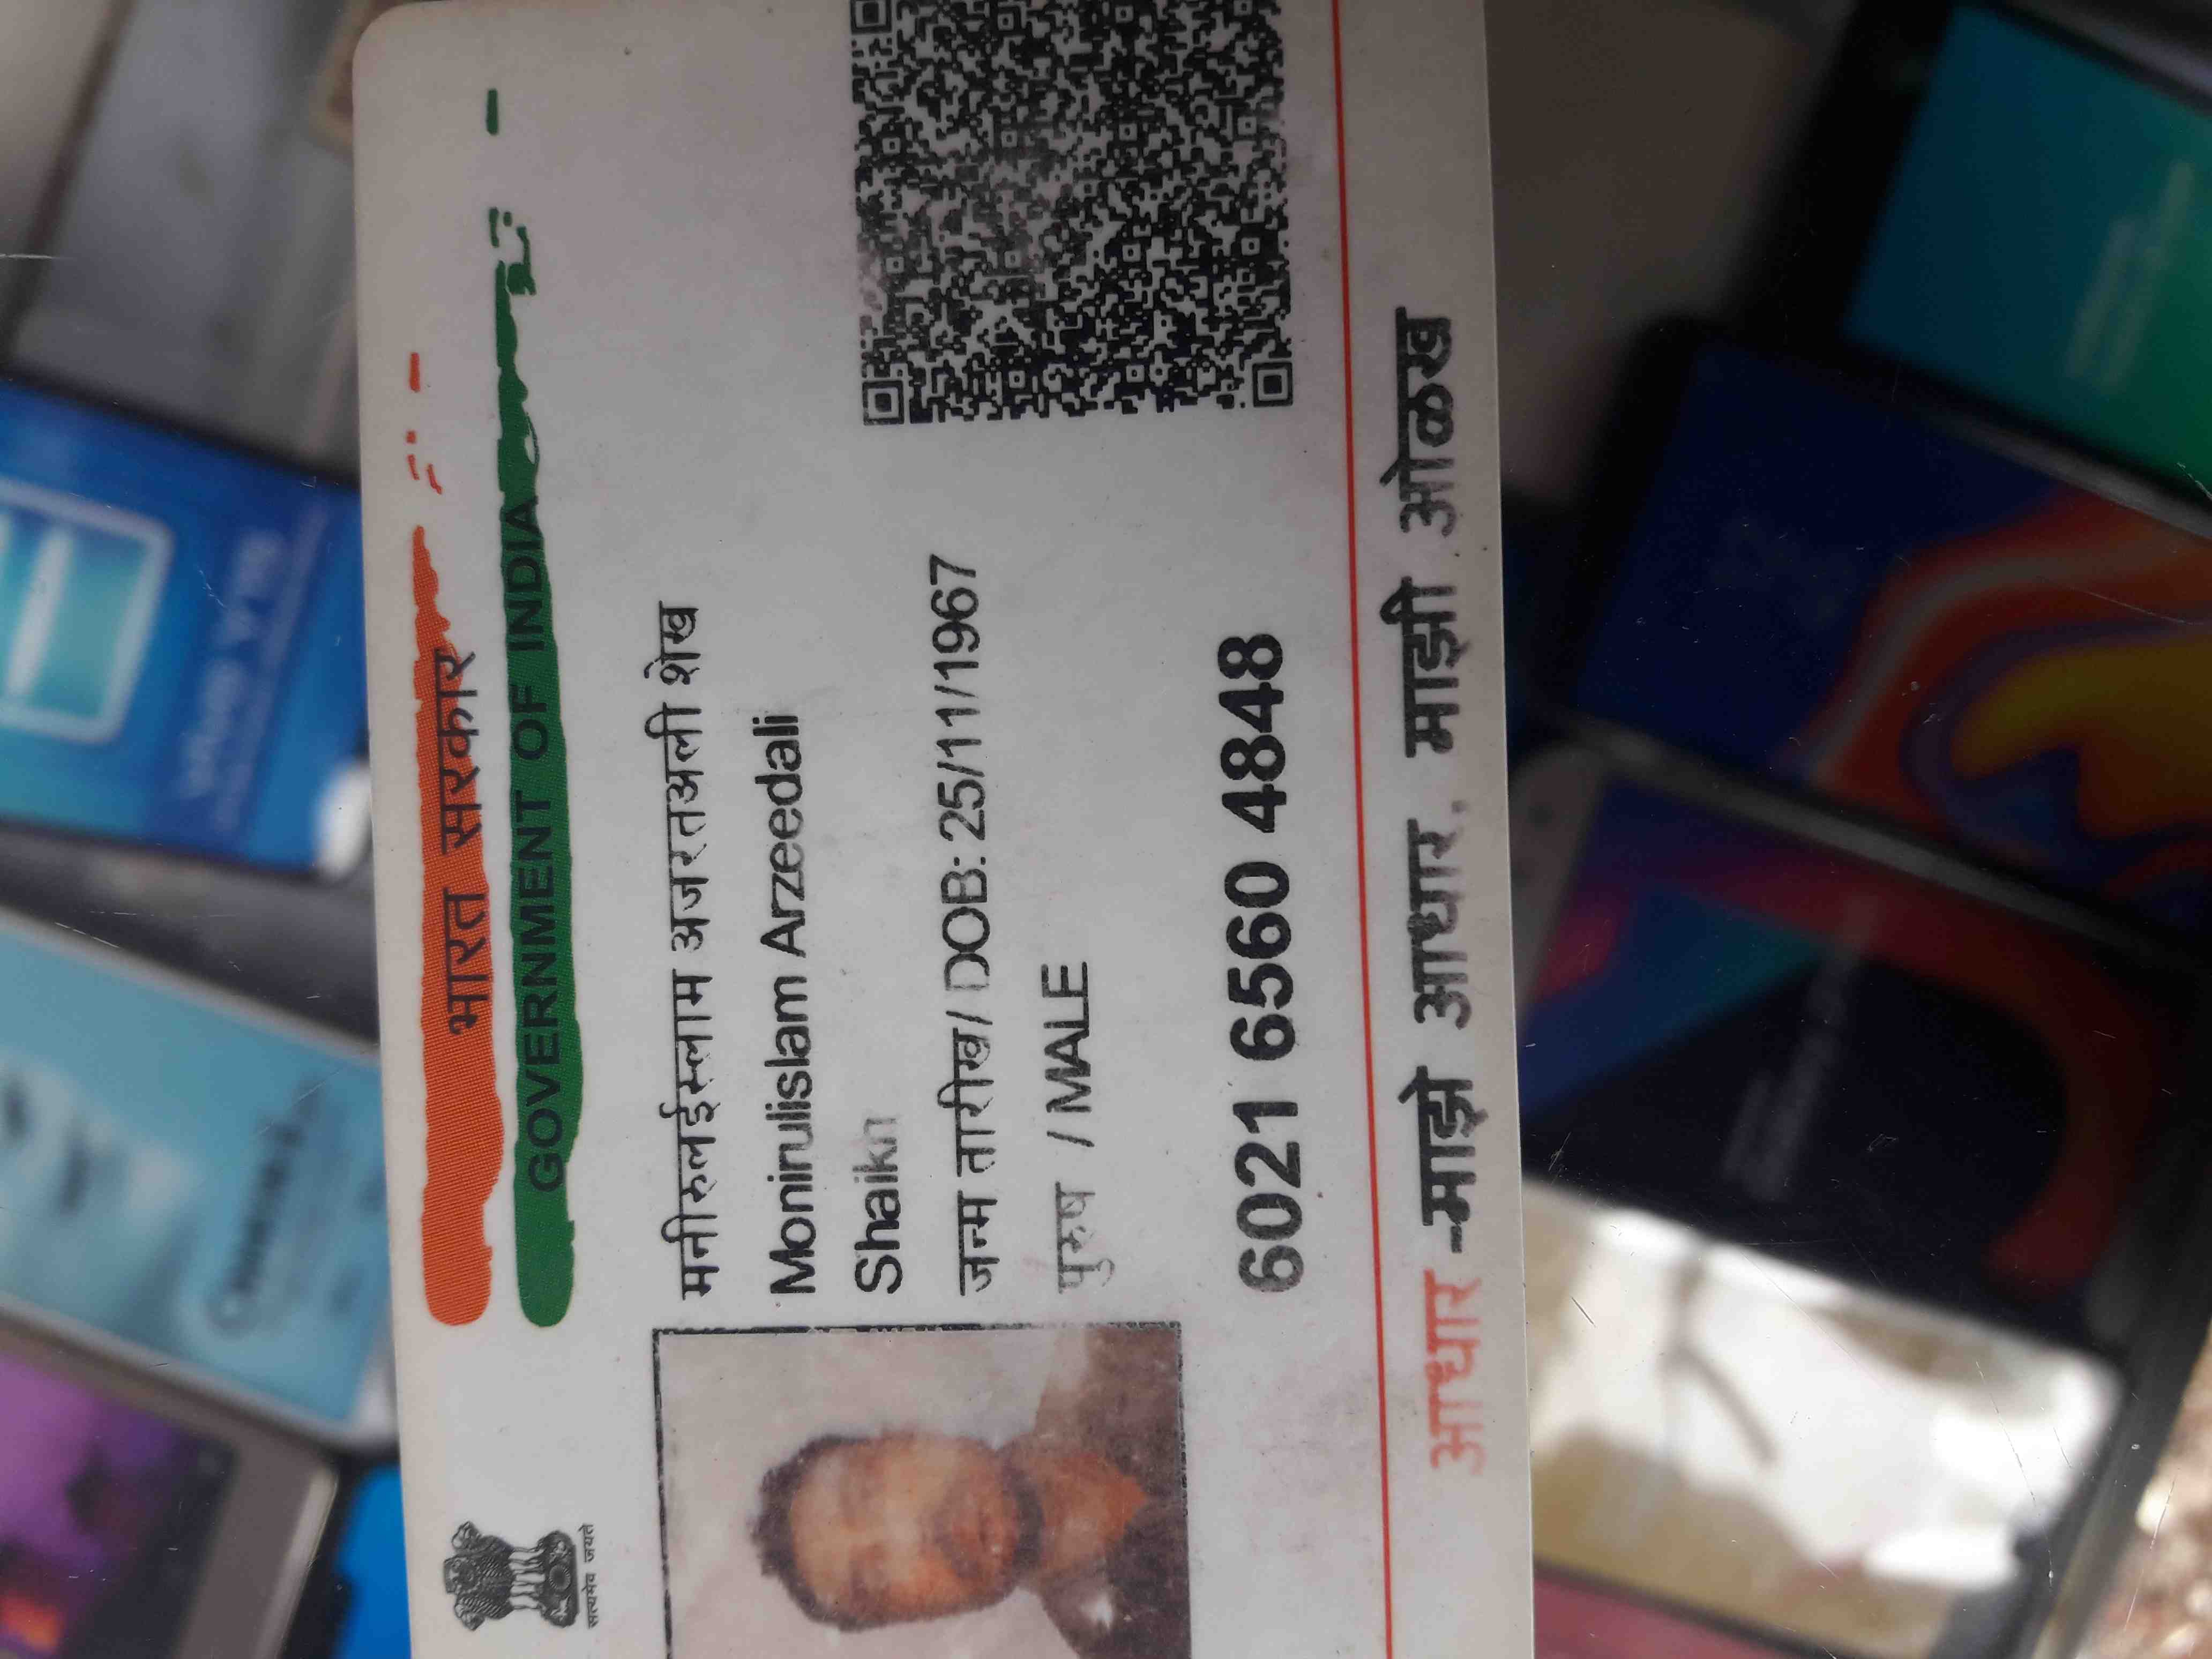 भारत सरकार
GOVERNMENT OF INDIA
सत्यमेव जयते
मनीरुलईस्लाम अजरतअली शेख
Monirulislam Arzeedali
Shaikh
जन्म तारीख/ DOB: 25/11/1967
पुरुष / MALE
6021 6560 4848
आधार -माझे आधार, माझी ओळख